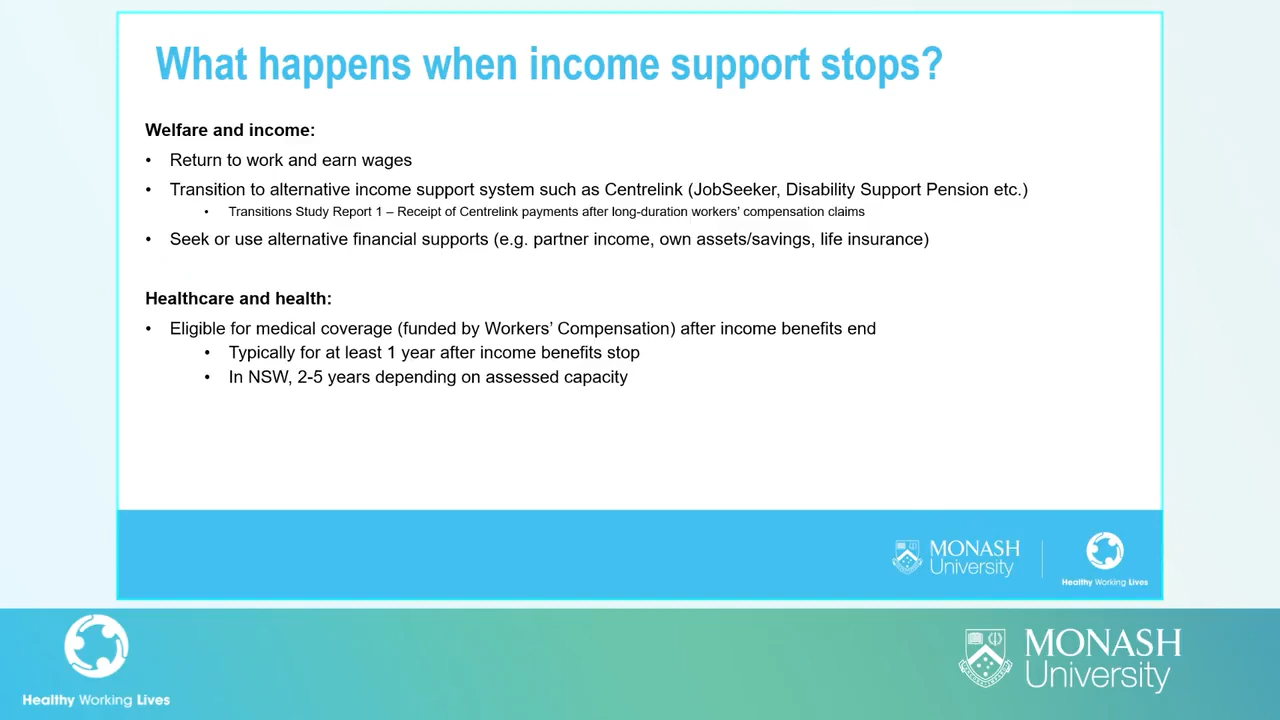 What happens when income support stops?
Welfare and income:
• Return to work and earn wages
• Transition to alternative income support system such as Centrelink (JobSeeker, Disability Support Pension etc.)
• Transitions Study Report 1 – Receipt of Centrelink payments after long-duration workers' compensation claims
• Seek or use alternative financial supports (e.g. partner income, own assets/savings, life insurance)
Healthcare and health:
• Eligible for medical coverage (funded by Workers' Compensation) after income benefits end
• Typically for at least 1 year after income benefits stop
• In NSW, 2-5 years depending on assessed capacity
MONASH
University
Healthy Working Lives
Healthy Working Lives
MONASH
University